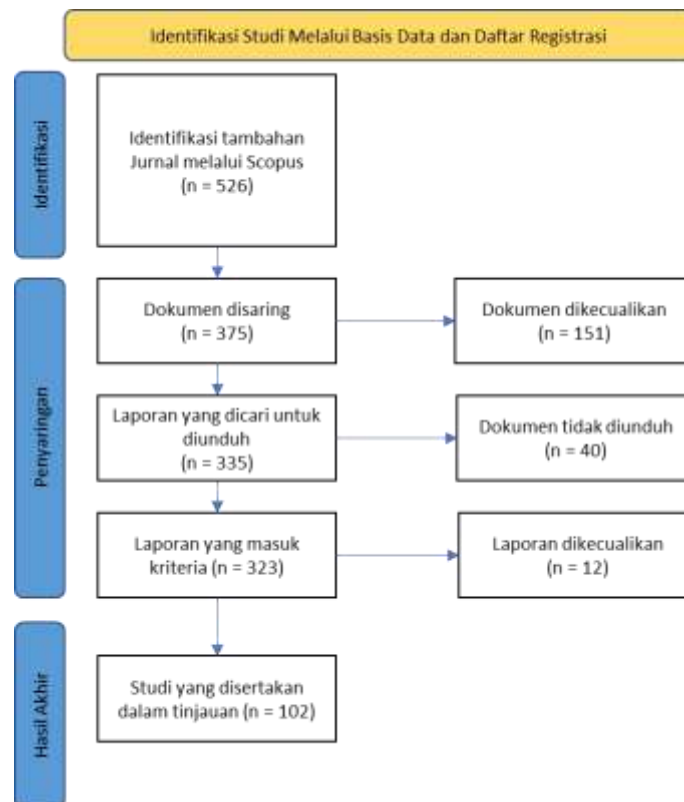 Identifikasi Studi Melalui Basis Data dan Daftar Registrasi
Identifikasi
Identifikasi tambahan
Jurnal melalui Scopus
(n = 526)
Penyaringan
Dokumen disaring
(n = 375)
Dokumen dikecualikan
(n = 151)
Laporan yang dicari untuk
diunduh
(n = 335)
Dokumen tidak diunduh
(n = 40)
Laporan yang masuk
kriteria (n = 323)
Laporan dikecualikan
(n = 12)
Hasil Akhir
Studi yang disertakan
dalam tinjauan (n = 102)